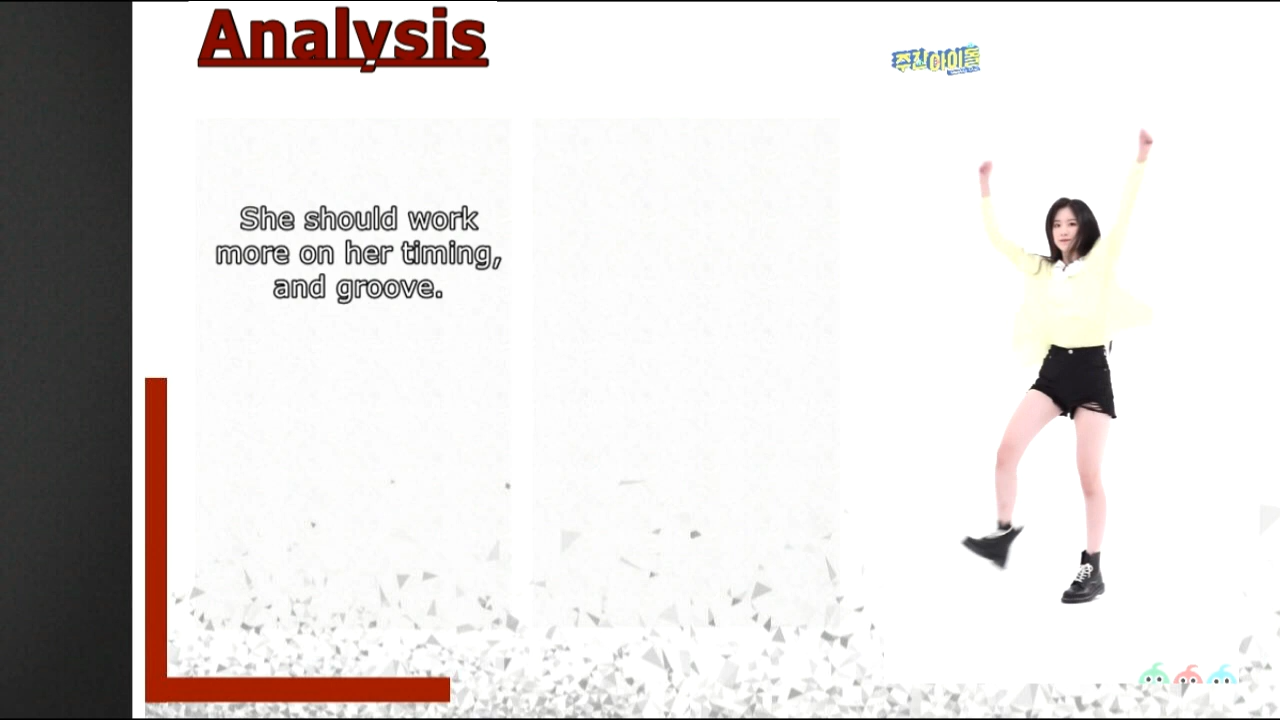 Analysis
주간아이돌
She should work
more on her timing,
and groove.